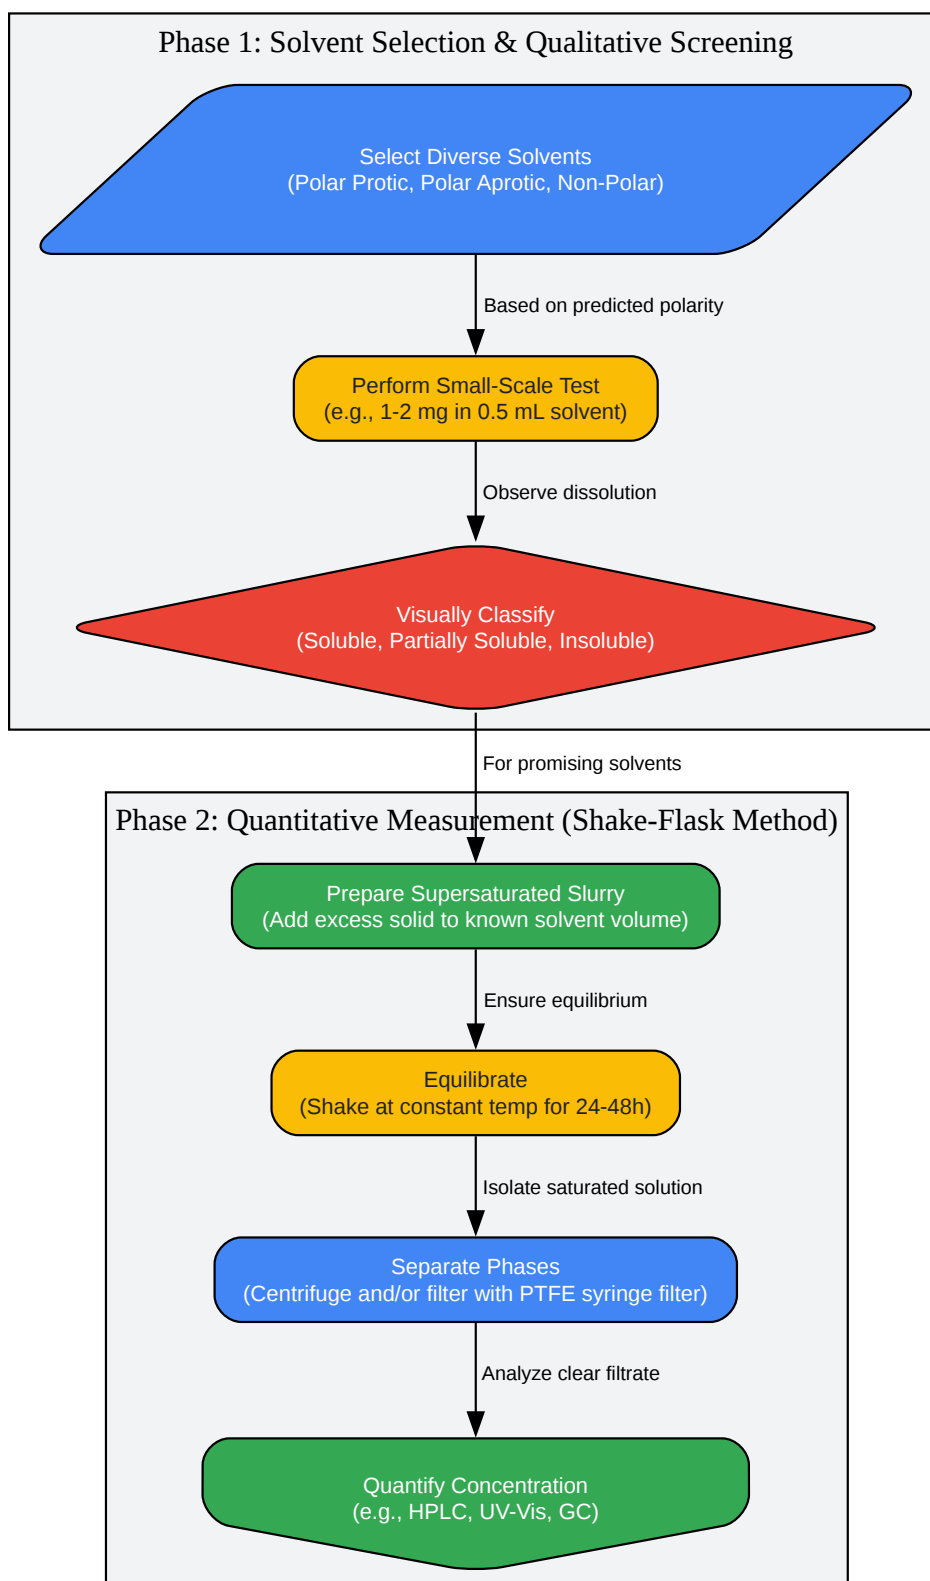 Phase 1: Solvent Selection & Qualitative Screening
Select Diverse Solvents
(Polar Protic, Polar Aprotic, Non-Polar)
Based on predicted polarity
Perform Small-Scale Test
(e.g., 1-2 mg in 0.5 mL solvent)
Observe dissolution
Visually Classify
(Soluble, Partially Soluble, Insoluble)
For promising solvents
Phase 2: Quantitative Measurement (Shake-Flask Method)
Prepare Supersaturated Slurry
(Add excess solid to known solvent volume)
Ensure equilibrium
Equilibrate
(Shake at constant temp for 24-48h)
Isolate saturated solution
Separate Phases
(Centrifuge and/or filter with PTFE syringe filter)
Analyze clear filtrate
Quantify Concentration
(e.g., HPLC, UV-Vis, GC)